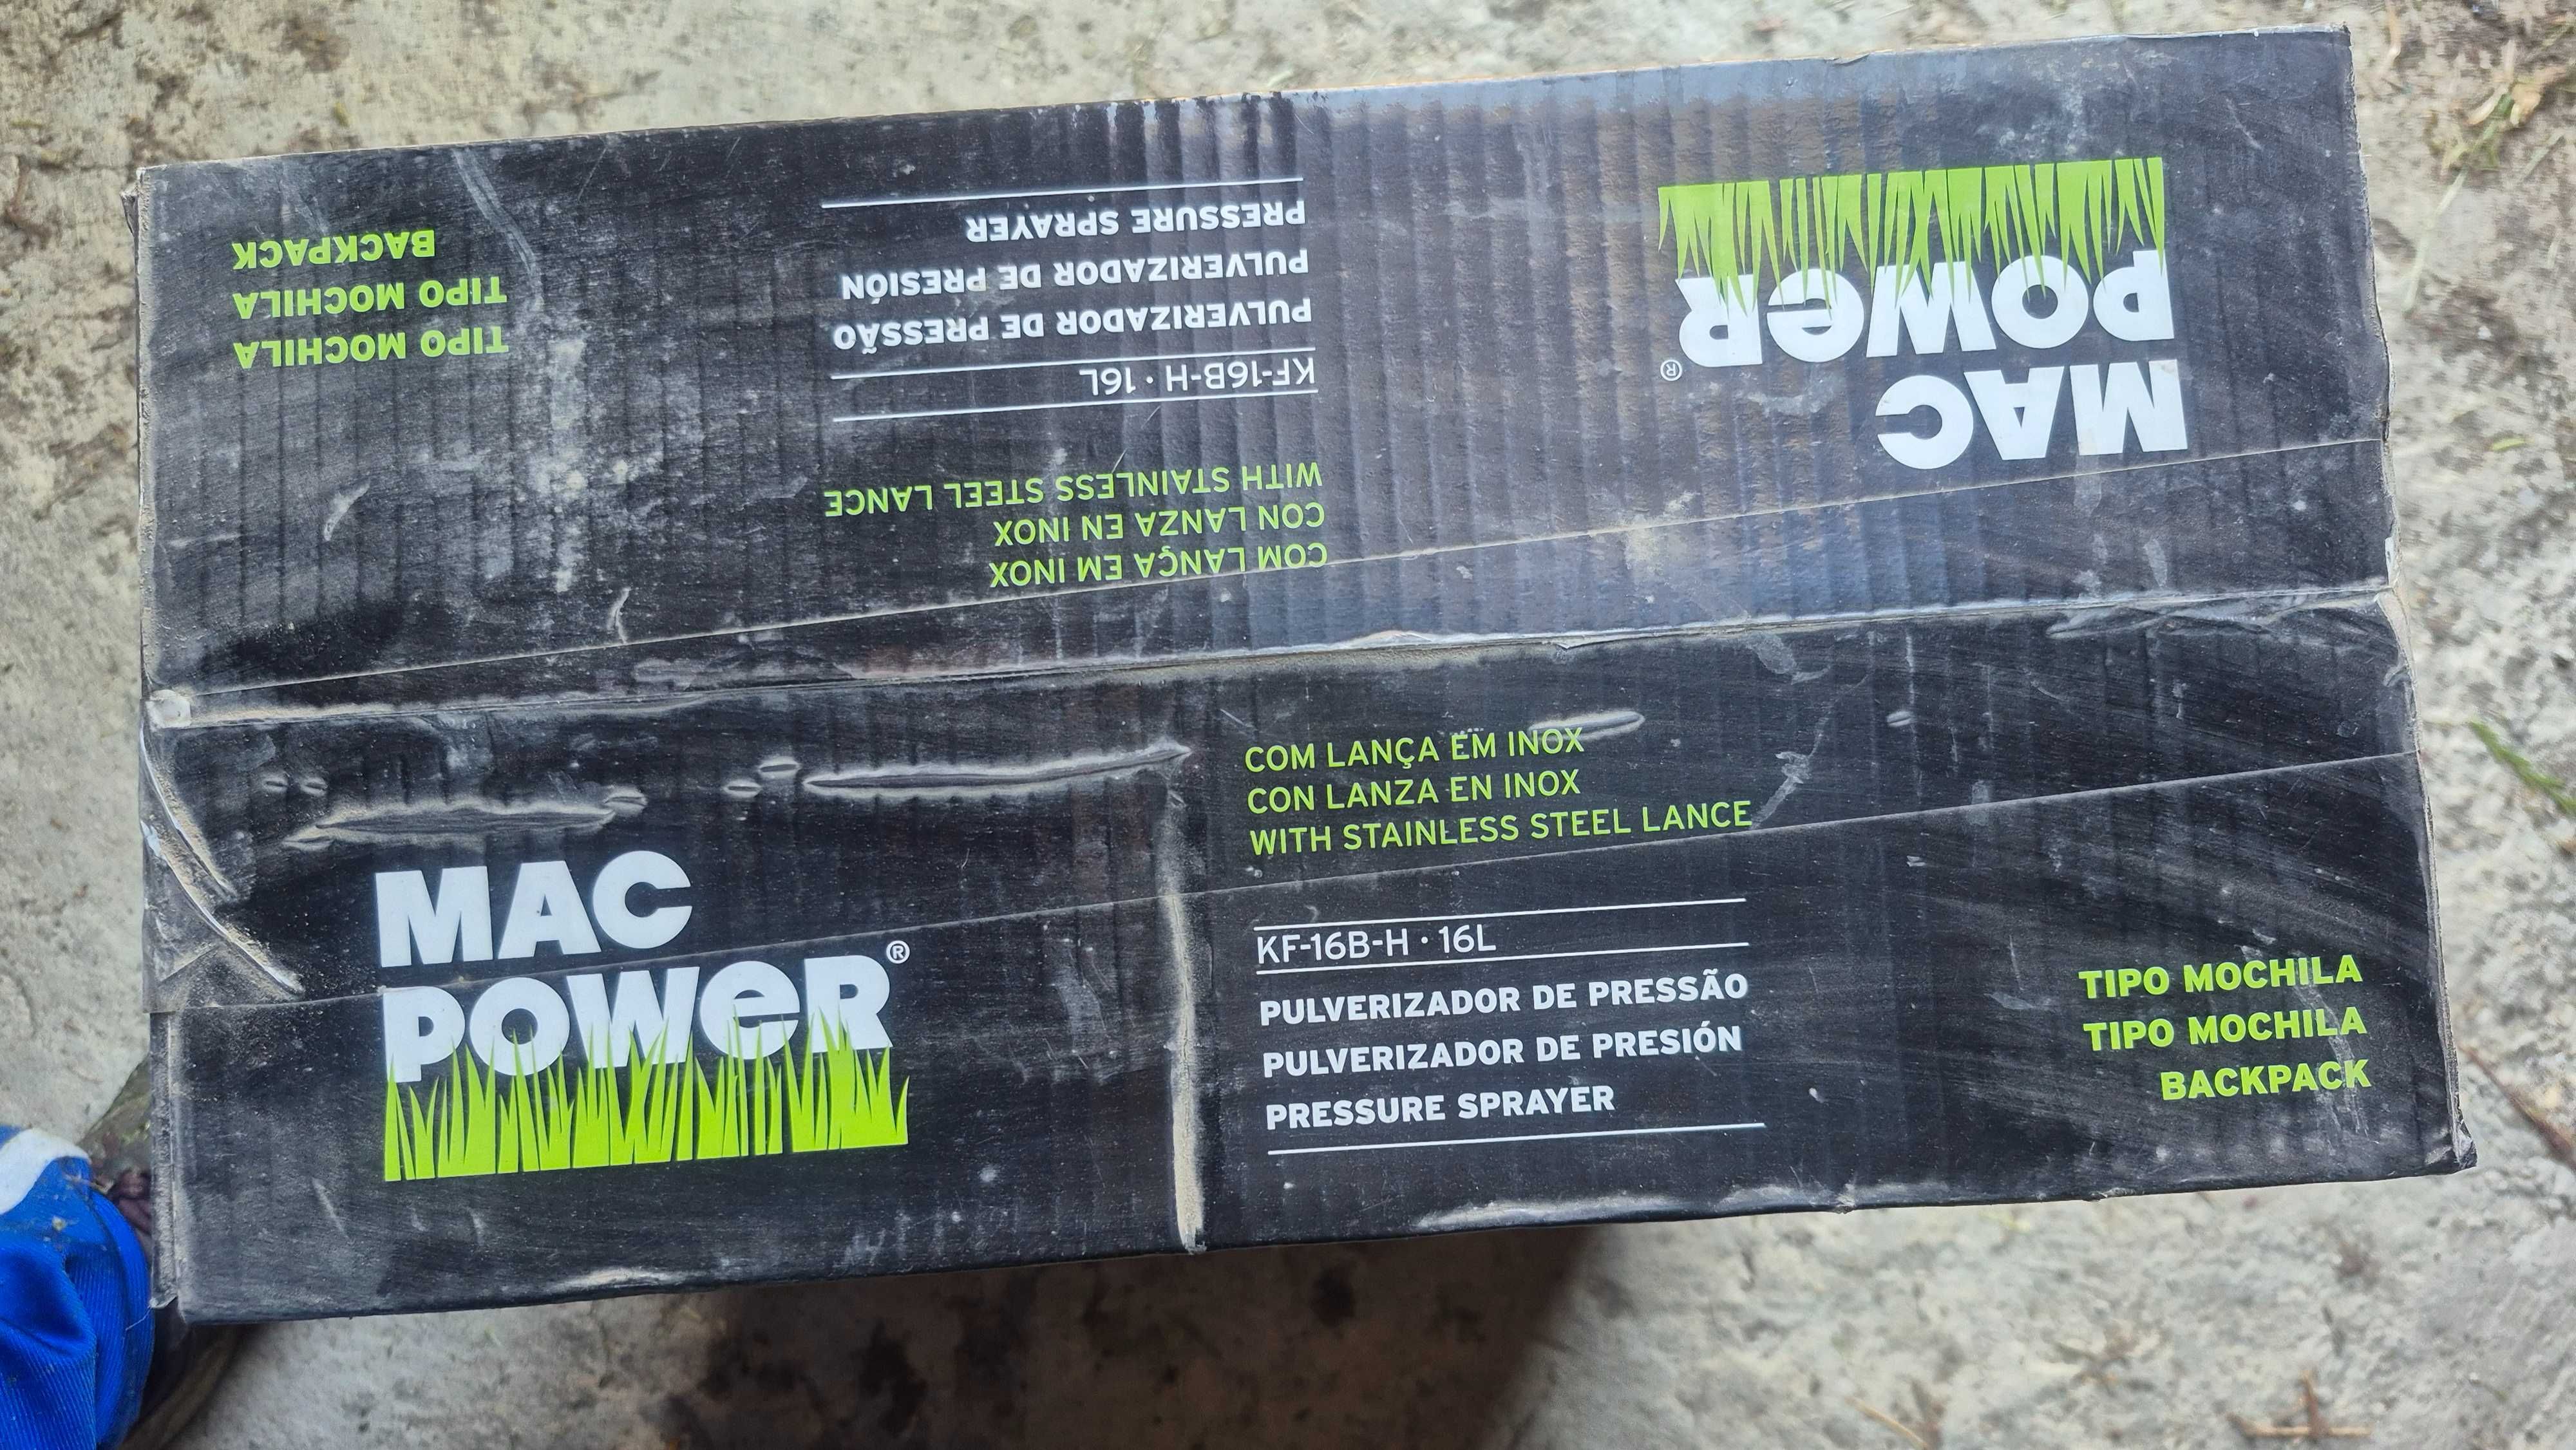 BACKPACK
TIPO MOCHILA
TIPO MOCHILA
PRESSURE SPRAYER
PULVERIZADOR DE PRESIÓN
PULVERIZADOR DE PRESSÃO
KF-16B-H · 16L
WITH STAINLESS STEEL LANCE
CON LANZA EN INOX
COM LANÇA EM INOX
MAC
POWeR®
MAC
POWeR®
COM LANÇA EM INOX
CON LANZA EN INOX
WITH STAINLESS STEEL LANCE
KF-16B-H · 16L
PULVERIZADOR DE PRESSÃO
PULVERIZADOR DE PRESIÓN
PRESSURE SPRAYER
TIPO MOCHILA
TIPO MOCHILA
BACKPACK